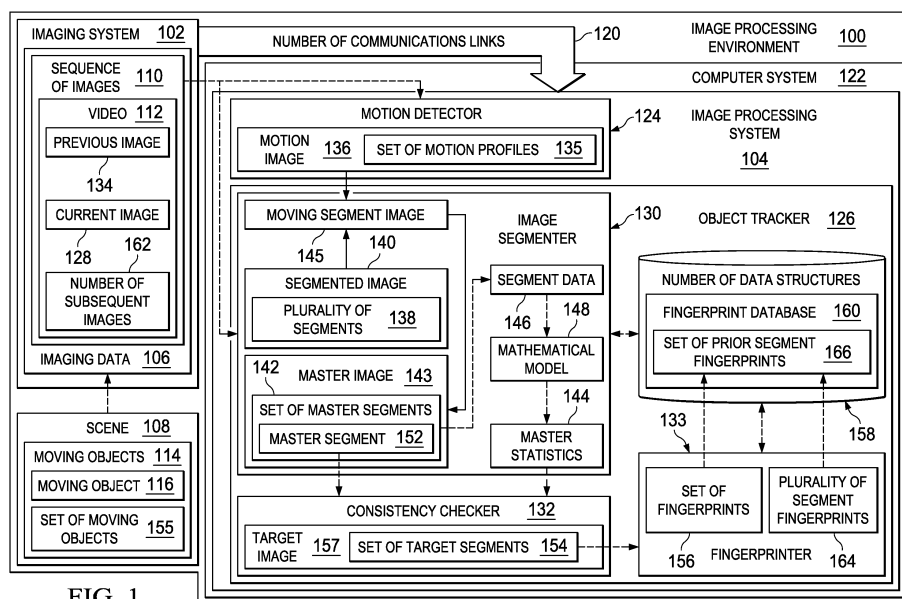 IMAGING SYSTEM 102
NUMBER OF COMMUNICATIONS LINKS
120
IMAGE PROCESSING
ENVIRONMENT 100
SEQUENCE
OF IMAGES 110
VIDEO 112
PREVIOUS IMAGE
134
CURRENT IMAGE
128 162
NUMBER OF
SUBSEQUENT
IMAGES
IMAGING DATA 106
SCENE 108
MOVING OBJECTS 114
MOVING OBJECT 116
SET OF MOVING
OBJECTS 155
FIG. 1
COMPUTER SYSTEM 122
MOTION DETECTOR
124
MOTION
IMAGE 136
SET OF MOTION PROFILES 135
IMAGE PROCESSING
SYSTEM
104
MOVING SEGMENT IMAGE
145 140
IMAGE
SEGMENTER
130
SEGMENTED IMAGE
PLURALITY OF
SEGMENTS 138
SEGMENT DATA
146 148
MATHEMATICAL
MODEL
144
MASTER
STATISTICS
142 MASTER IMAGE 143
SET OF MASTER SEGMENTS
MASTER SEGMENT 152
CONSISTENCY CHECKER 132
TARGET
IMAGE 157
SET OF TARGET SEGMENTS 154
OBJECT TRACKER 126
NUMBER OF DATA STRUCTURES
FINGERPRINT DATABASE 160
SET OF PRIOR SEGMENT
FINGERPRINTS 166
158
133
SET OF
FINGERPRINTS
156
PLURALITY OF
SEGMENT
FINGERPRINTS
164
FINGERPRINTER